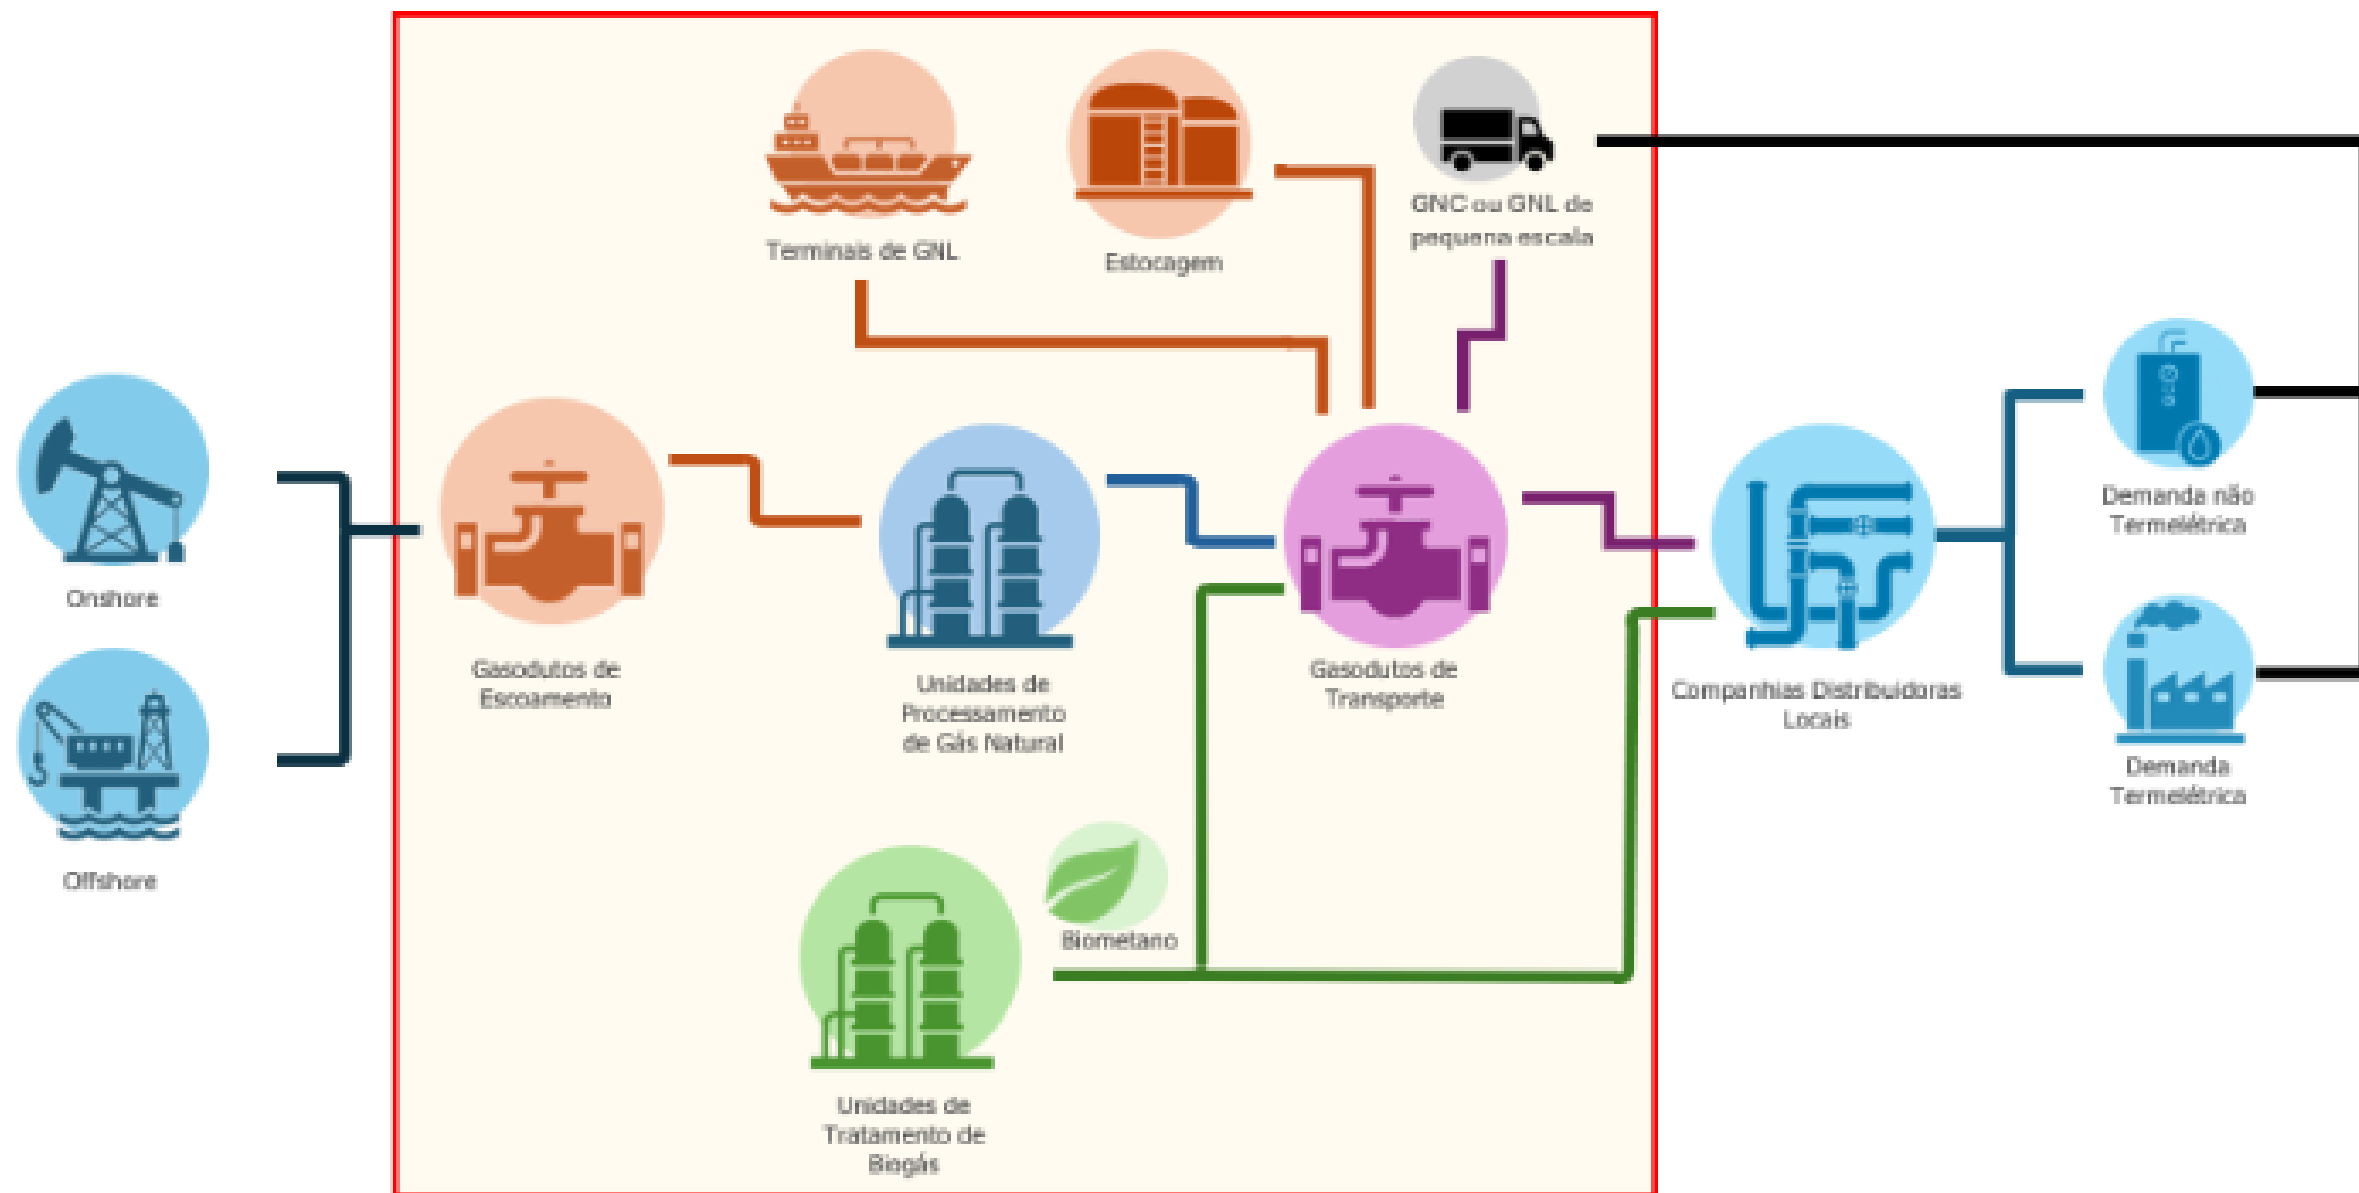 Terminais de GNL
Estocagem
GNC ou GNL de
pequena escala
Onshore
Offshore
Gasodutos de
Escoamento
Unidades de
Processamento
de Gás Natural
Gasodutos de
Transporte
Companhias Distribuidoras
Locais
Demanda não
Termelétrica
Demanda
Termelétrica
Biometano
Unidades de
Tratamento de
Biogás